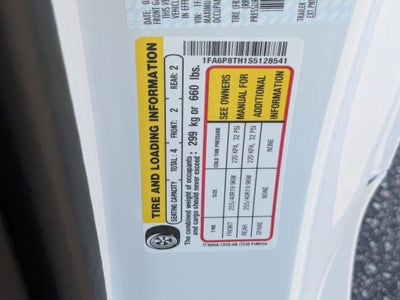 1FA6P8TH1S5128541
TIRE AND LOADING INFORMATION
SEATING CAPACITY TOTAL: 4 FRONT: 2 REAR: 2
The combined weight of occupants
and cargo should never exceed : 299 kg or 660 lbs.
TIRE SIZE COLD TIRE PRESSURE
FRONT 255/40R19 96W 220 KPA, 32 PSI
REAR 255/40R19 96W 220 KPA, 32 PSI
SPARE NONE NONE
SEE OWNERS
MANUAL FOR
ADDITIONAL
INFORMATION